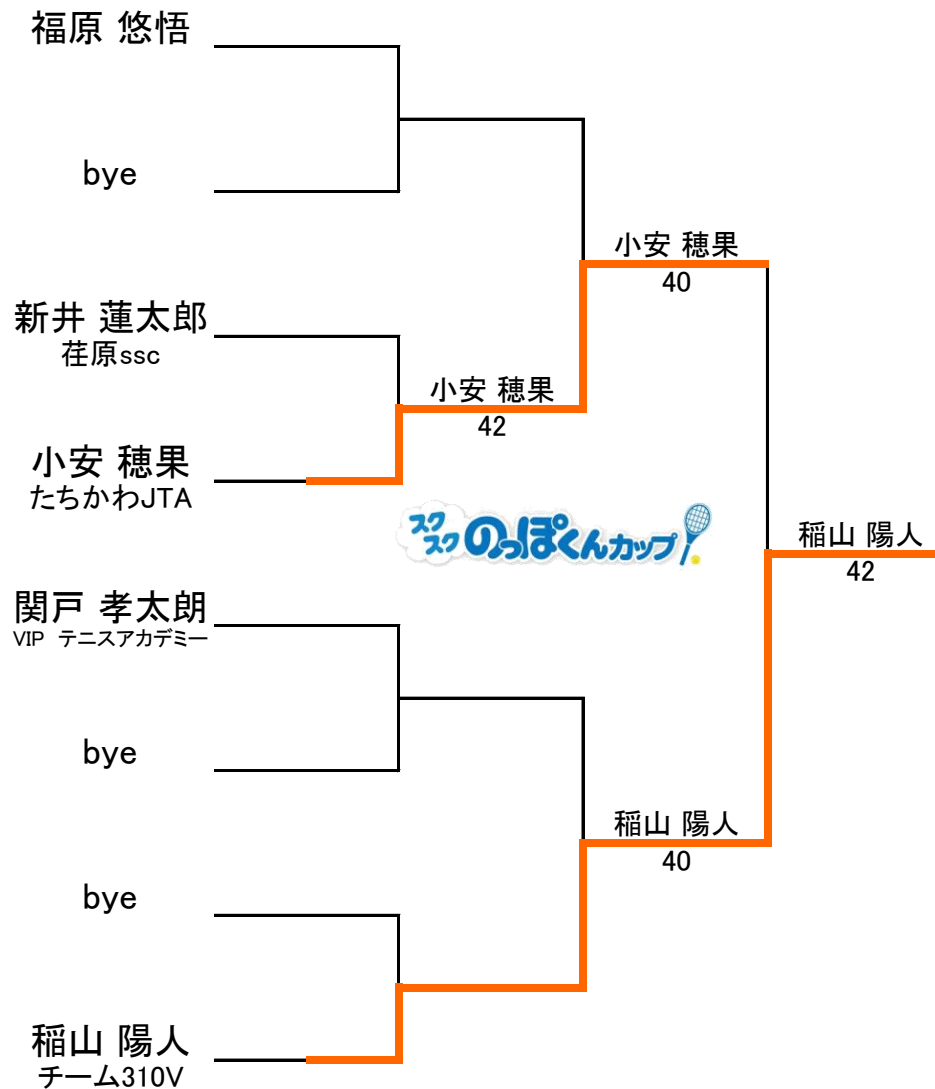 福原 悠悟
bye
新井 蓮太郎
荏原ssc
小安 穂果
たちかわJTA
関戸 孝太朗
VIP テニスアカデミー
bye
bye
稲山 陽人
チーム310V
小安 穂果
42
小安 穂果
40
稲山 陽人
40
スクスク のっぽくんカップ
稲山 陽人
42